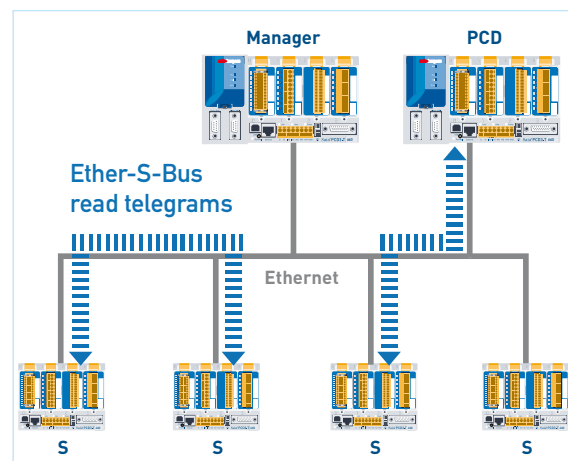 Manager PCD
Ether-S-Bus
read telegrams
Ethernet
S S S S